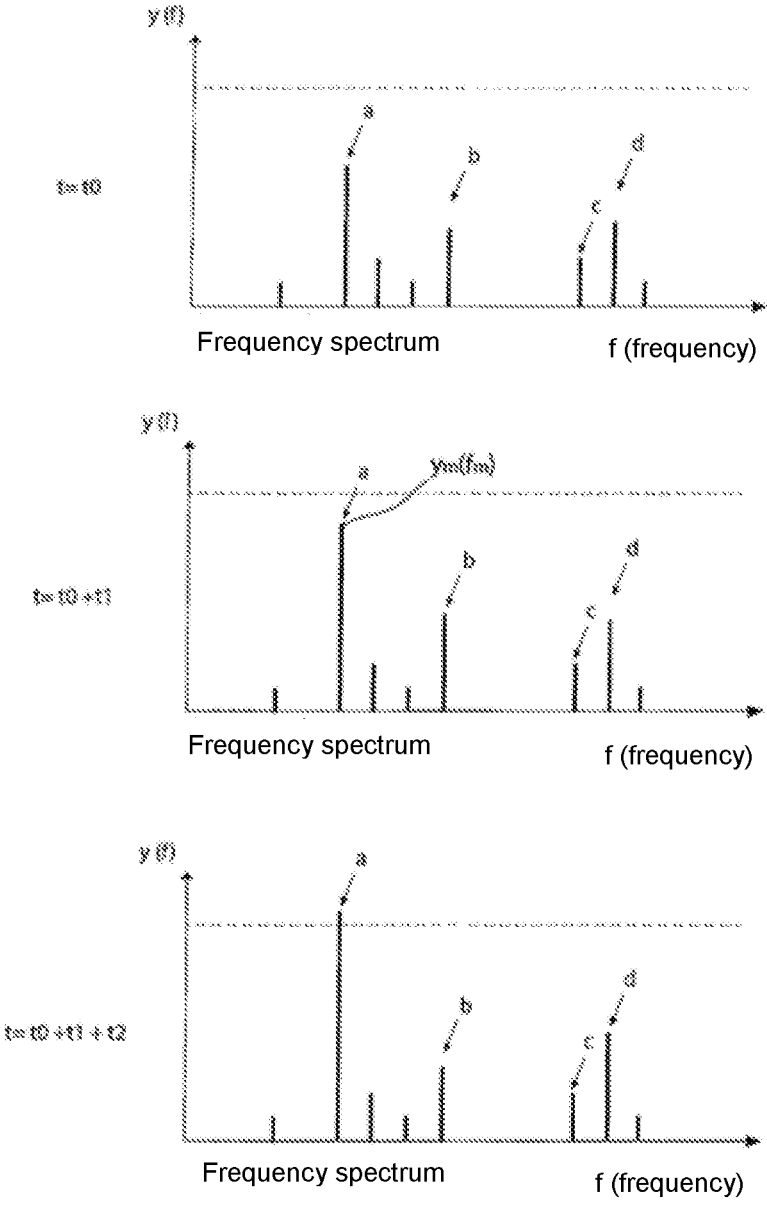 y (f)
a
b
c
d
t= t0
Frequency spectrum
f (frequency)
y (f)
a
ym(fm)
b
c
d
t= t0 +t1
Frequency spectrum
f (frequency)
y (f)
a
b
c
d
t= t0 +t1 + t2
Frequency spectrum
f (frequency)